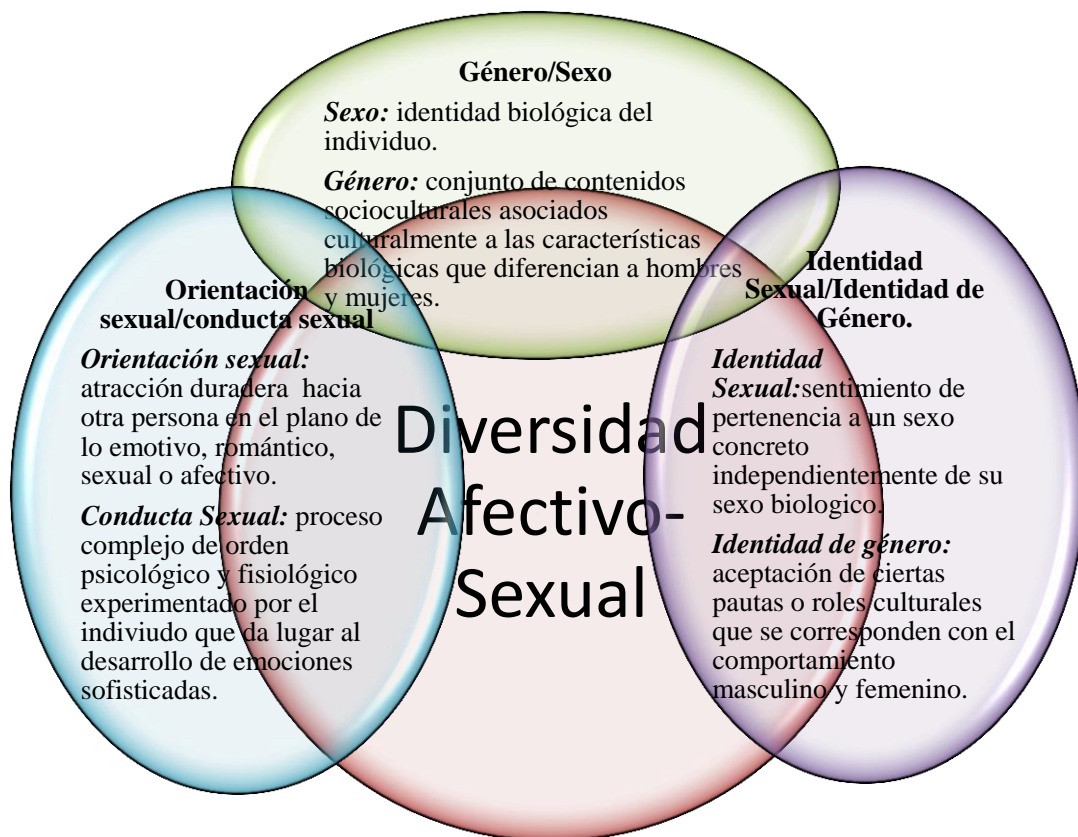 Género/Sexo
Sexo: identidad biológica del
individuo.
Género: conjunto de contenidos
socioculturales asociados
culturalmente a las características
biológicas que diferencian a hombres
y mujeres.
Orientación
sexual/conducta sexual
Orientación sexual:
atracción duradera hacia
otra persona en el plano de
lo emotivo, romántico,
sexual o afectivo.
Conducta Sexual: proceso
complejo de orden
psicológico y fisiológico
experimentado por el
indiviudo que da lugar al
desarrollo de emociones
sofisticadas.
Diversidad
Afectivo-
Sexual
Identidad
Sexual/Identidad de
Género.
Identidad
Sexual:sentimiento de
pertenencia a un sexo
concreto
independientemente de su
sexo biologico.
Identidad de género:
aceptación de ciertas
pautas o roles culturales
que se corresponden con el
comportamiento
masculino y femenino.